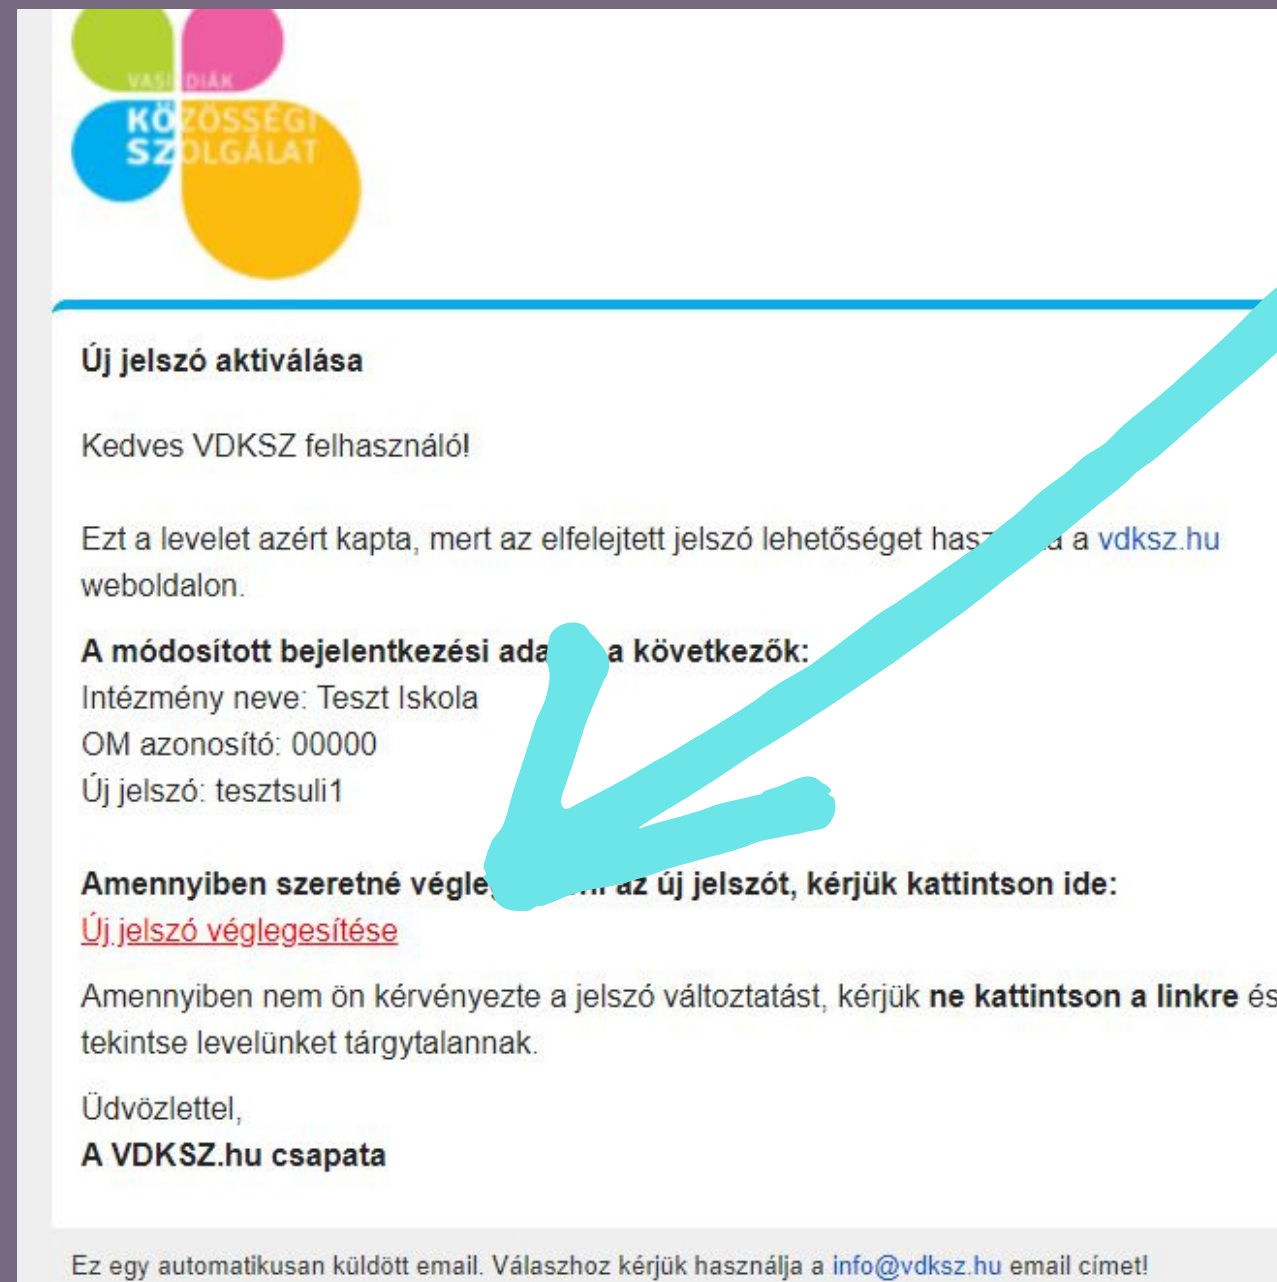 VASI DIÁK
KÖZÖSSÉGI
SZOLGÁLAT
Új jelszó aktiválása
Kedves VDKSZ felhasználó!
Ezt a levelet azért kapta, mert az elfelejtett jelszó lehetőséget a vdksz.hu
weboldalon.
A módosított bejelentkezési a következők:
Intézmény neve: Teszt Iskola
OM azonosító: 00000
Új jelszó: tesztsuli1
Amennyiben szeretné az új jelszót, kérjük kattintson ide:
Új jelszó véglegesítése
Amennyiben nem ön kérvényezte a jelszó változtatást, kérjük ne kattintson a linkre és
tekintse levelünket tárgytalannak.
Üdvözlettel,
A VDKSZ.hu csapata
Ez egy automatikusan küldött email. Válaszhoz kérjük használja a info@vdksz.hu email címet!